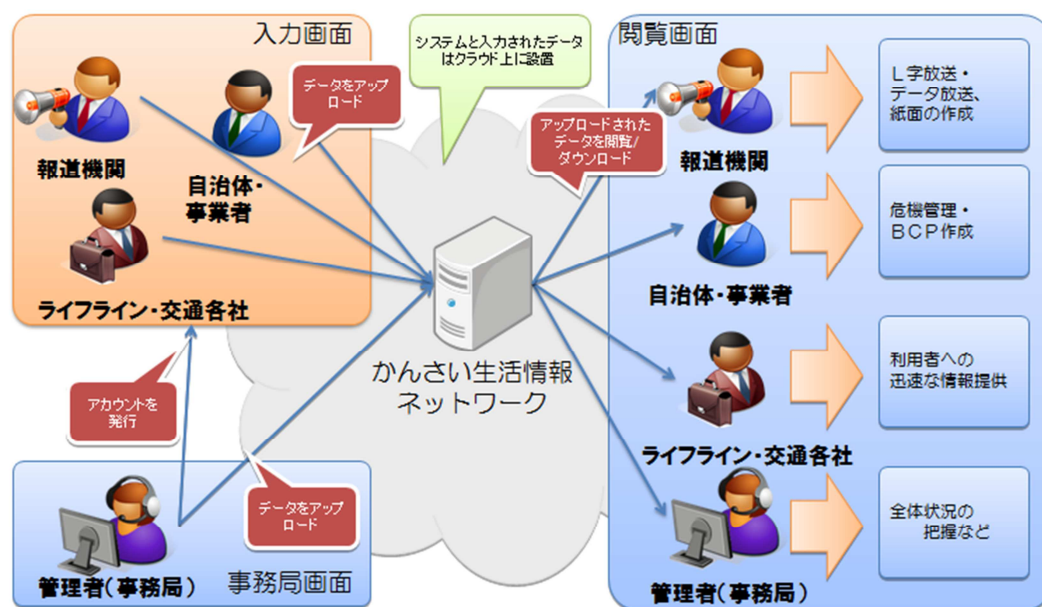 入力画面
報道機関
自治体・
事業者
ライフライン・交通各社
データをアップ
ロード
システムと入力されたデータ
はクラウド上に設置
アップロードされた
データを閲覧/
ダウンロード
かんさい生活情報
ネットワーク
アカウントを
発行
データをアップ
ロード
管理者(事務局)
事務局画面
閲覧画面
報道機関
L字放送・
データ放送、
紙面の作成
自治体・事業者
危機管理・
BCP作成
ライフライン・交通各社
利用者への
迅速な情報提供
管理者(事務局)
全体状況の
把握など